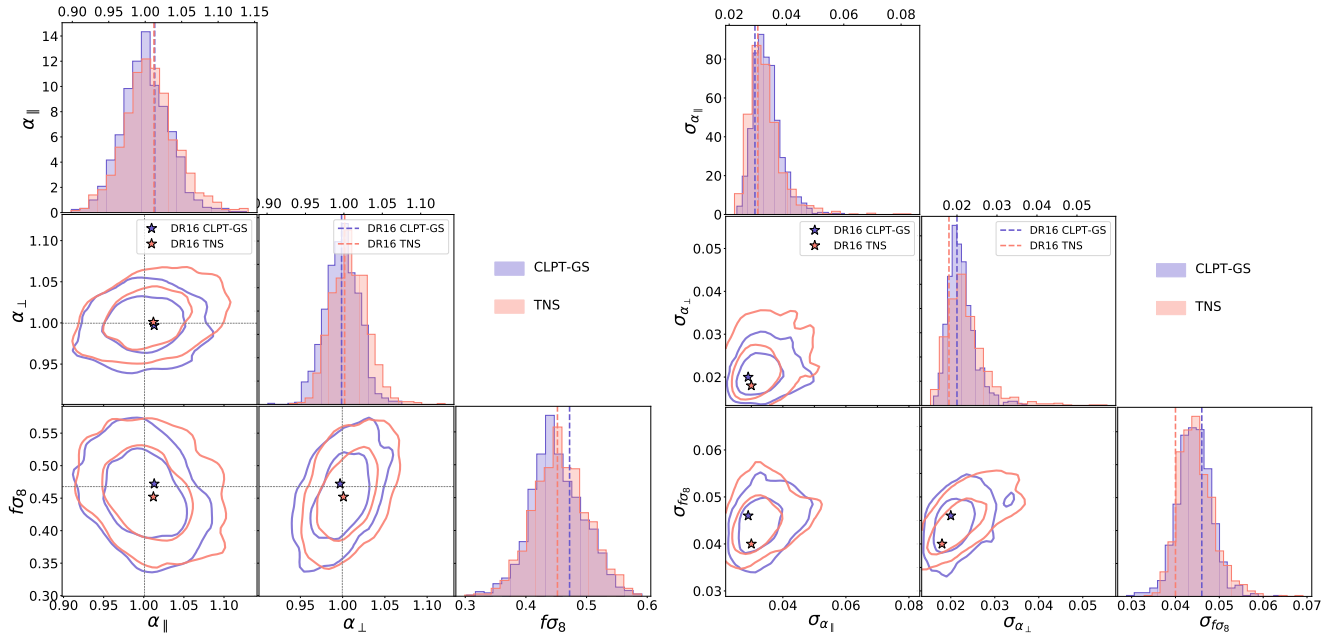 0.90 0.95 1.00 1.05 1.15
0.02 0.04 0.08
14
12
10
8
6
4
2
0
α∥
80
60
40
20
0
σα∥
0.90 0.95 1.00 1.05 1.10
0.02 0.03 0.04 0.05
DR16 CLPT-GS
DR16 TNS
DR16 CLPT-GS
DR16 TNS
DR16 CLPT-GS
DR16 TNS
DR16 CLPT-GS
DR16 TNS
1.10
1.05
1.00
0.95
α⊥
CLPT-GS
TNS
0.05
0.04
0.03
0.02
σα⊥
CLPT-GS
TNS
0.55
0.50
0.45
0.40
0.35
0.30
fσ8
0.06
0.05
0.04
0.03
σfσ8
0.90 0.95 1.00 1.05 1.10
0.95 1.00 1.05 1.10
0.3 0.4 0.5 0.6
0.04 0.06 0.08
0.02 0.03 0.04 0.05
0.03 0.04 0.05 0.06 0.07
α∥
α⊥
fσ8
σα∥
σα⊥
σfσ8